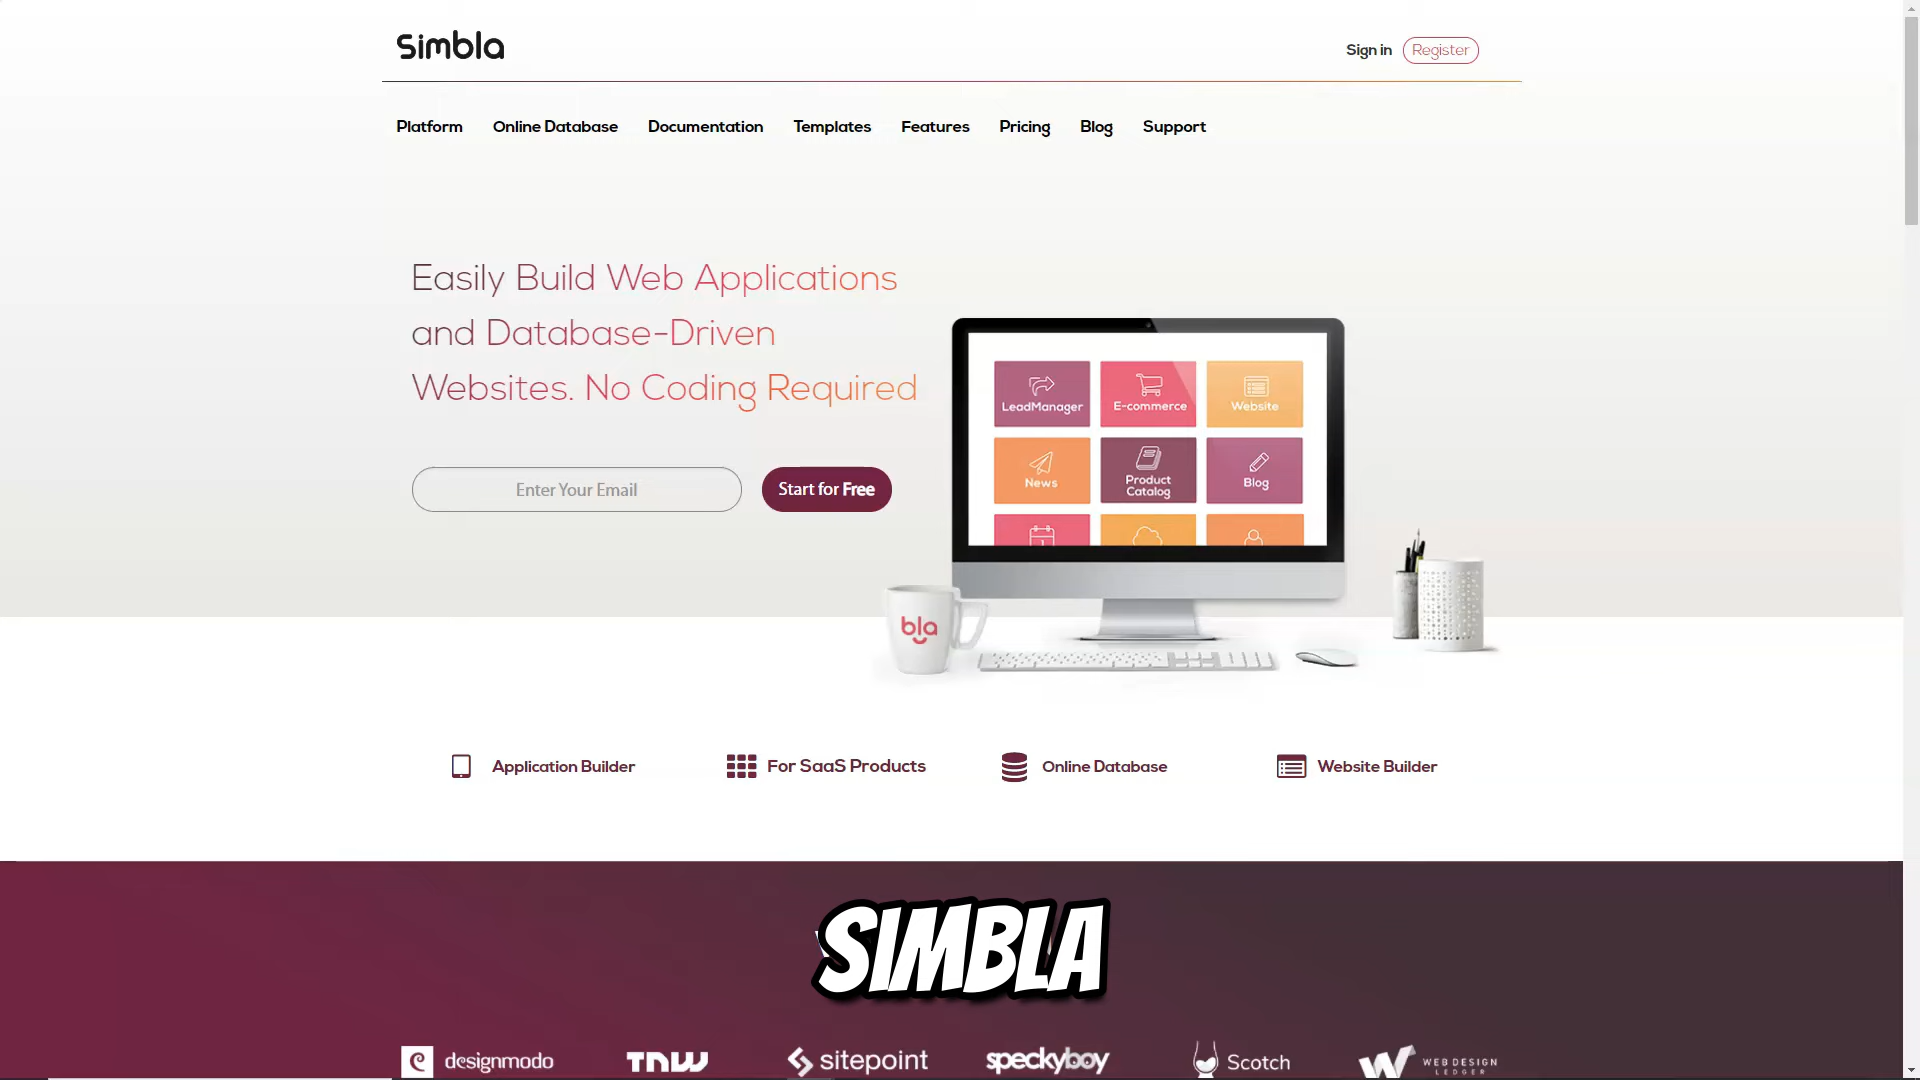 Simbla
Sign in Register
Platform Online Database Documentation Templates Features Pricing Blog Support
Easily Build Web Applications
and Database-Driven
Websites. No Coding Required
Enter Your Email Start for Free
LeadManager E-commerce Website
News Product Catalog Blog
1
bla
Application Builder For SaaS Products Online Database Website Builder
SIMBLA
designmodo TNW sitepoint speckyboy Scotch WEB DESIGN
LEDGER